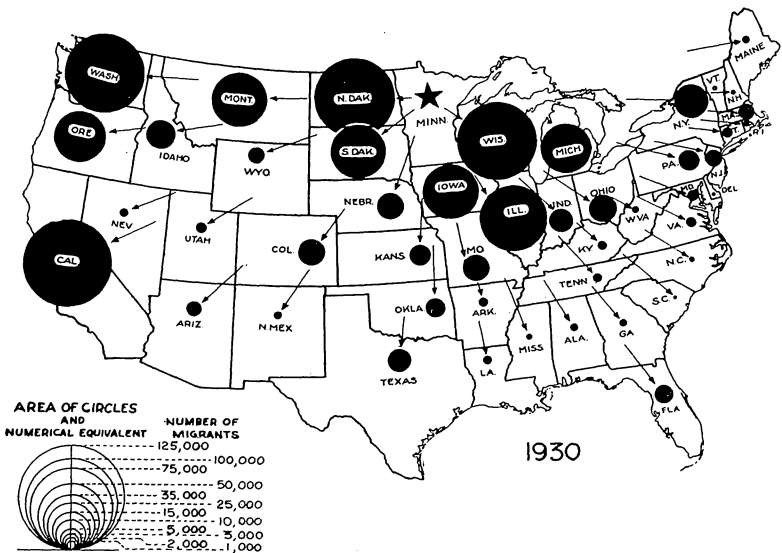 MAINE
WASH
VT.
MONT.
N.DAK.
N.H.
MINN.
MAS.
ORE
WIS
N.Y.
C.T.
R.I.
S.DAK.
MICH
IDAHO
PA.
WYO.
N.J.
IOWA
OHIO
M.D.
DEL
NEBR.
ILL.
IND.
W.VA
NEV
VA.
UTAH
COL.
KANS.
MO.
KY
CAL
N.C.
TENN
OKLA
ARK.
S.C.
ARIZ.
N.MEX.
MISS.
ALA.
GA
TEXAS
LA.
FLA
1930
AREA OF CIRCLES
AND
NUMERICAL EQUIVALENT
NUMBER OF
MIGRANTS
125,000
100,000
75,000
50,000
35,000
25,000
15,000
10,000
5,000
3,000
2,000
1,000